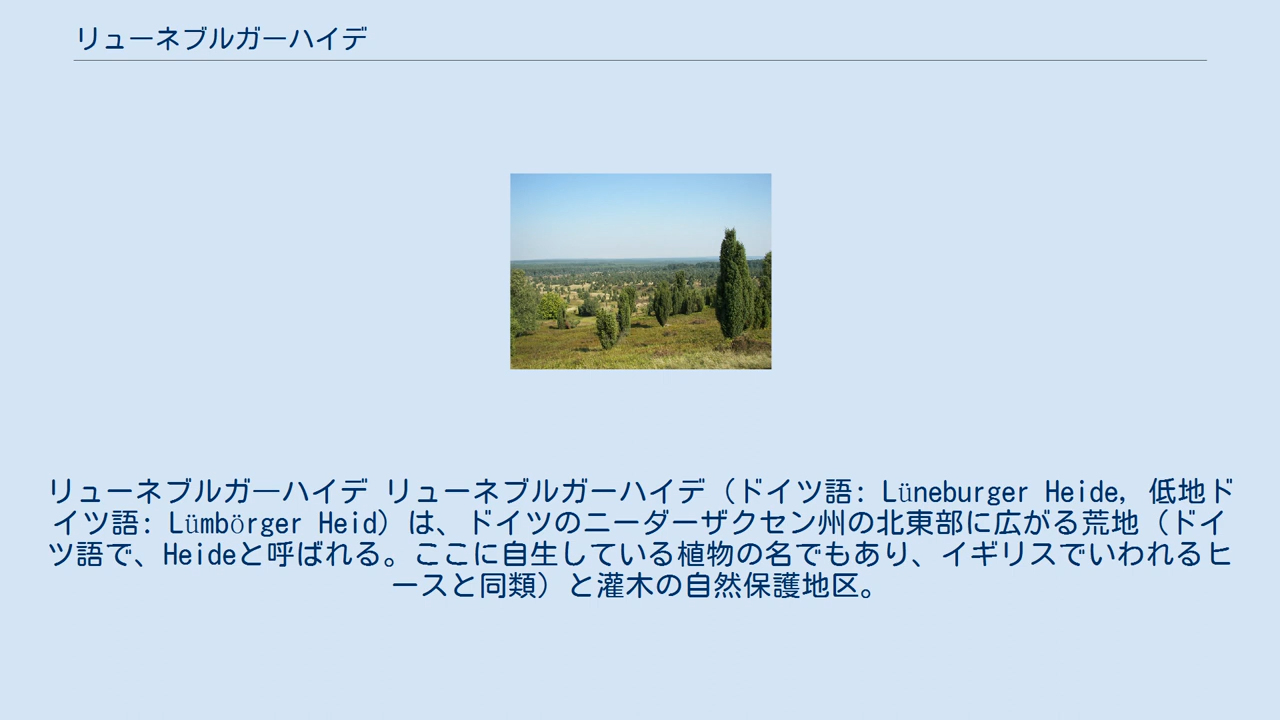 リューネブルガーハイデ
リューネブルガ―ハイデ リューネブルガーハイデ（ドイツ語: Lüneburger Heide, 低地ド
イツ語: Lümbörger Heid）は、ドイツのニーダーザクセン州の北東部に広がる荒地（ドイ
ツ語で、Heideと呼ばれる。ここに自生している植物の名でもあり、イギリスでいわれるヒ
ースと同類）と灌木の自然保護地区。